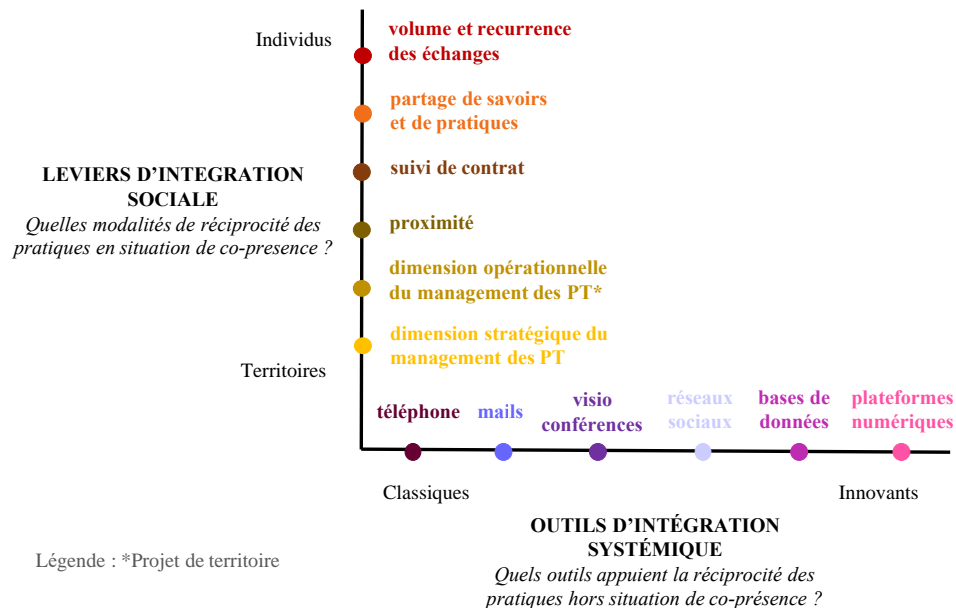 Individus
volume et recurrence
des échanges
partage de savoirs
et de pratiques
LEVIERS D’INTEGRATION
SOCIALE
Quelles modalités de réciprocité des
pratiques en situation de co-presence ?
suivi de contrat
proximité
dimension opérationnelle
du management des PT*
dimension stratégique du
management des PT
Territoires
téléphone
mails
visio
conférences
réseaux
sociaux
bases de
données
plateformes
numériques
Classiques
Innovants
OUTILS D’INTÉGRATION
SYSTÉMIQUE
Quels outils appuient la réciprocité des
pratiques hors situation de co-présence ?
Légende : *Projet de territoire